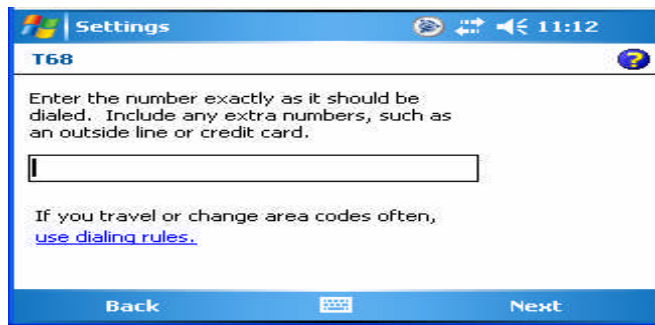 Settings 11:12
T68
Enter the number exactly as it should be
dialed. Include any extra numbers, such as
an outside line or credit card.
If you travel or change area codes often,
use dialing rules.
Back Next